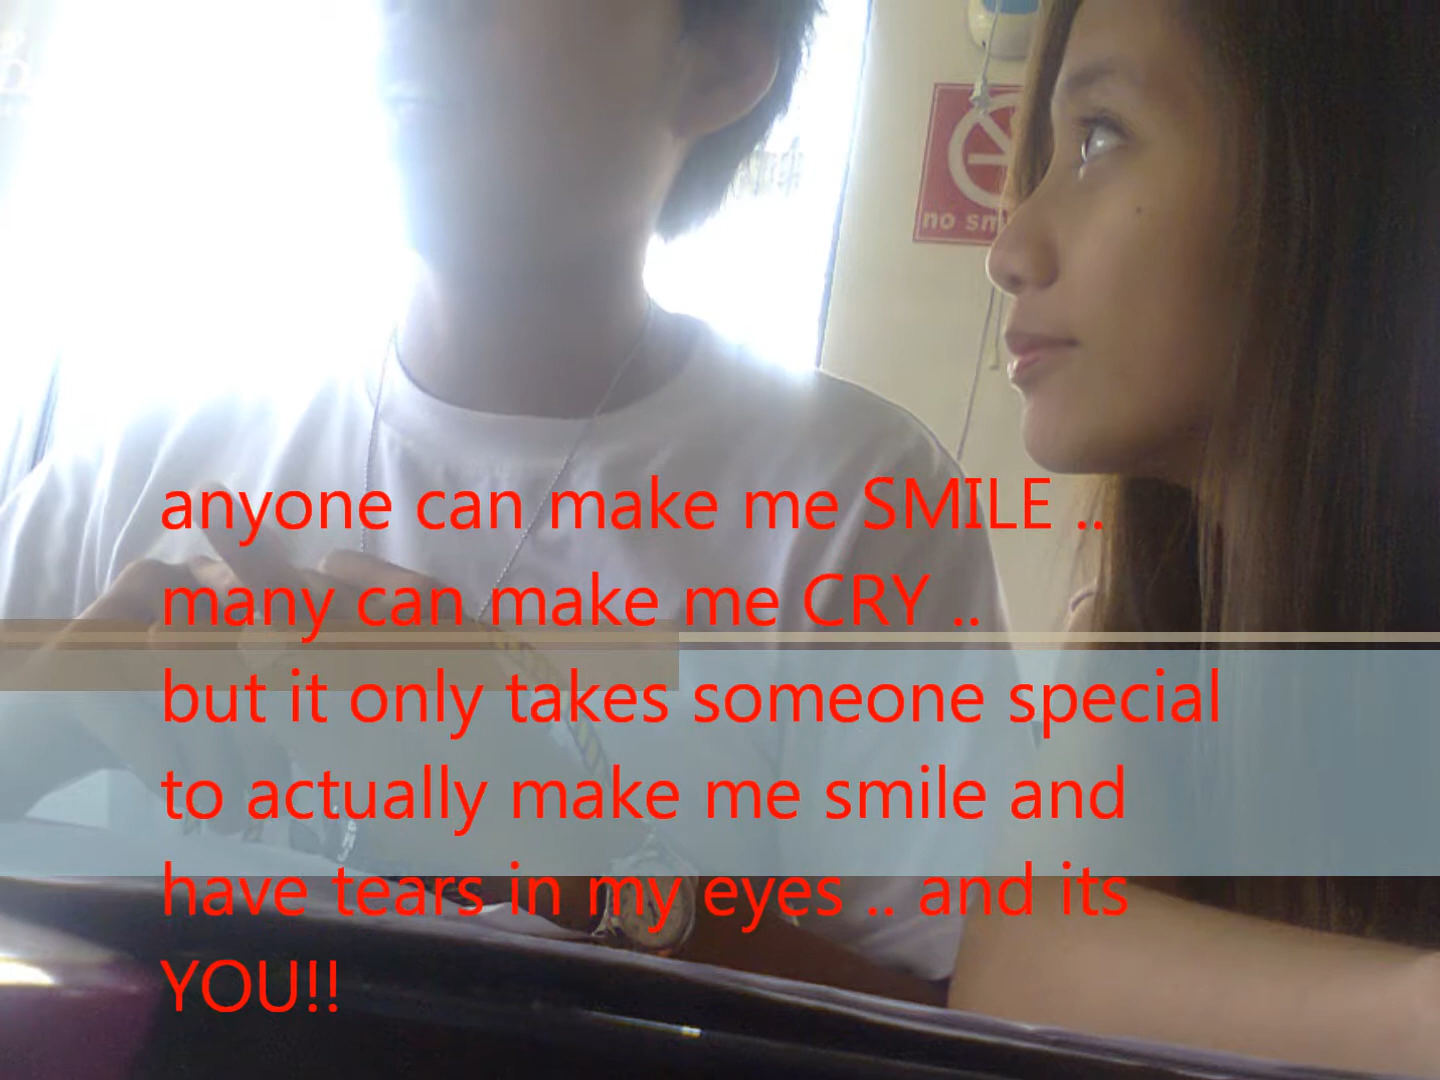 no sm
anyone can make me SMILE ..
many can make me CRY ..
but it only takes someone special
to actually make me smile and
have tears in my eyes .. and its
YOU!!